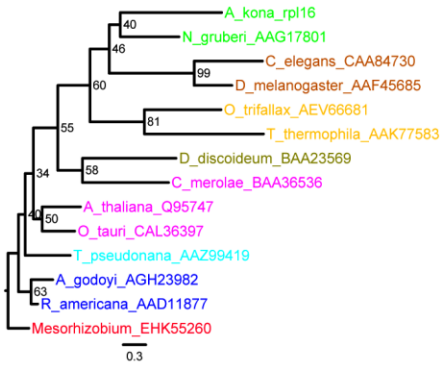 A_kona_rpl16
40
N_gruberi_AAG17801
46
C_elegans_CAA84730
99
60
D_melanogaster_AAF45685
O_trifallax_AEV66681
81
T_thermophila_AAK77583
55
D_discoideum_BAA23569
58
34
C_merolae_BAA36536
A_thaliana_Q95747
40
50
O_tauri_CAL36397
T_pseudonana_AAZ99419
A_godoyi_AGH23982
63
R_americana_AAD11877
Mesorhizobium_EHK55260
0.3